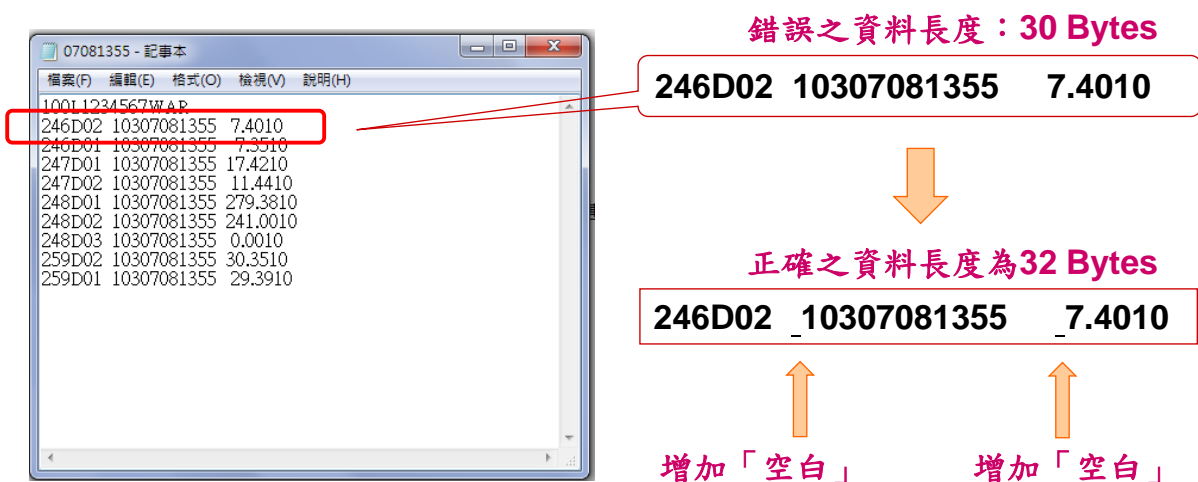 07081355 - 記事本
檔案(F) 編輯(E) 格式(O) 檢視(V) 說明(H)
100L1234567WAR
246D02 10307081355 7.4010
246D01 10307081355 7.3510
247D01 10307081355 17.4210
247D02 10307081355 11.4410
248D01 10307081355 279.3810
248D02 10307081355 241.0010
248D03 10307081355 0.0010
259D02 10307081355 30.3510
259D01 10307081355 29.3910
錯誤之資料長度：30 Bytes
246D02 10307081355 7.4010
正確之資料長度為32 Bytes
246D02 _10307081355 _7.4010
增加「空白」 增加「空白」